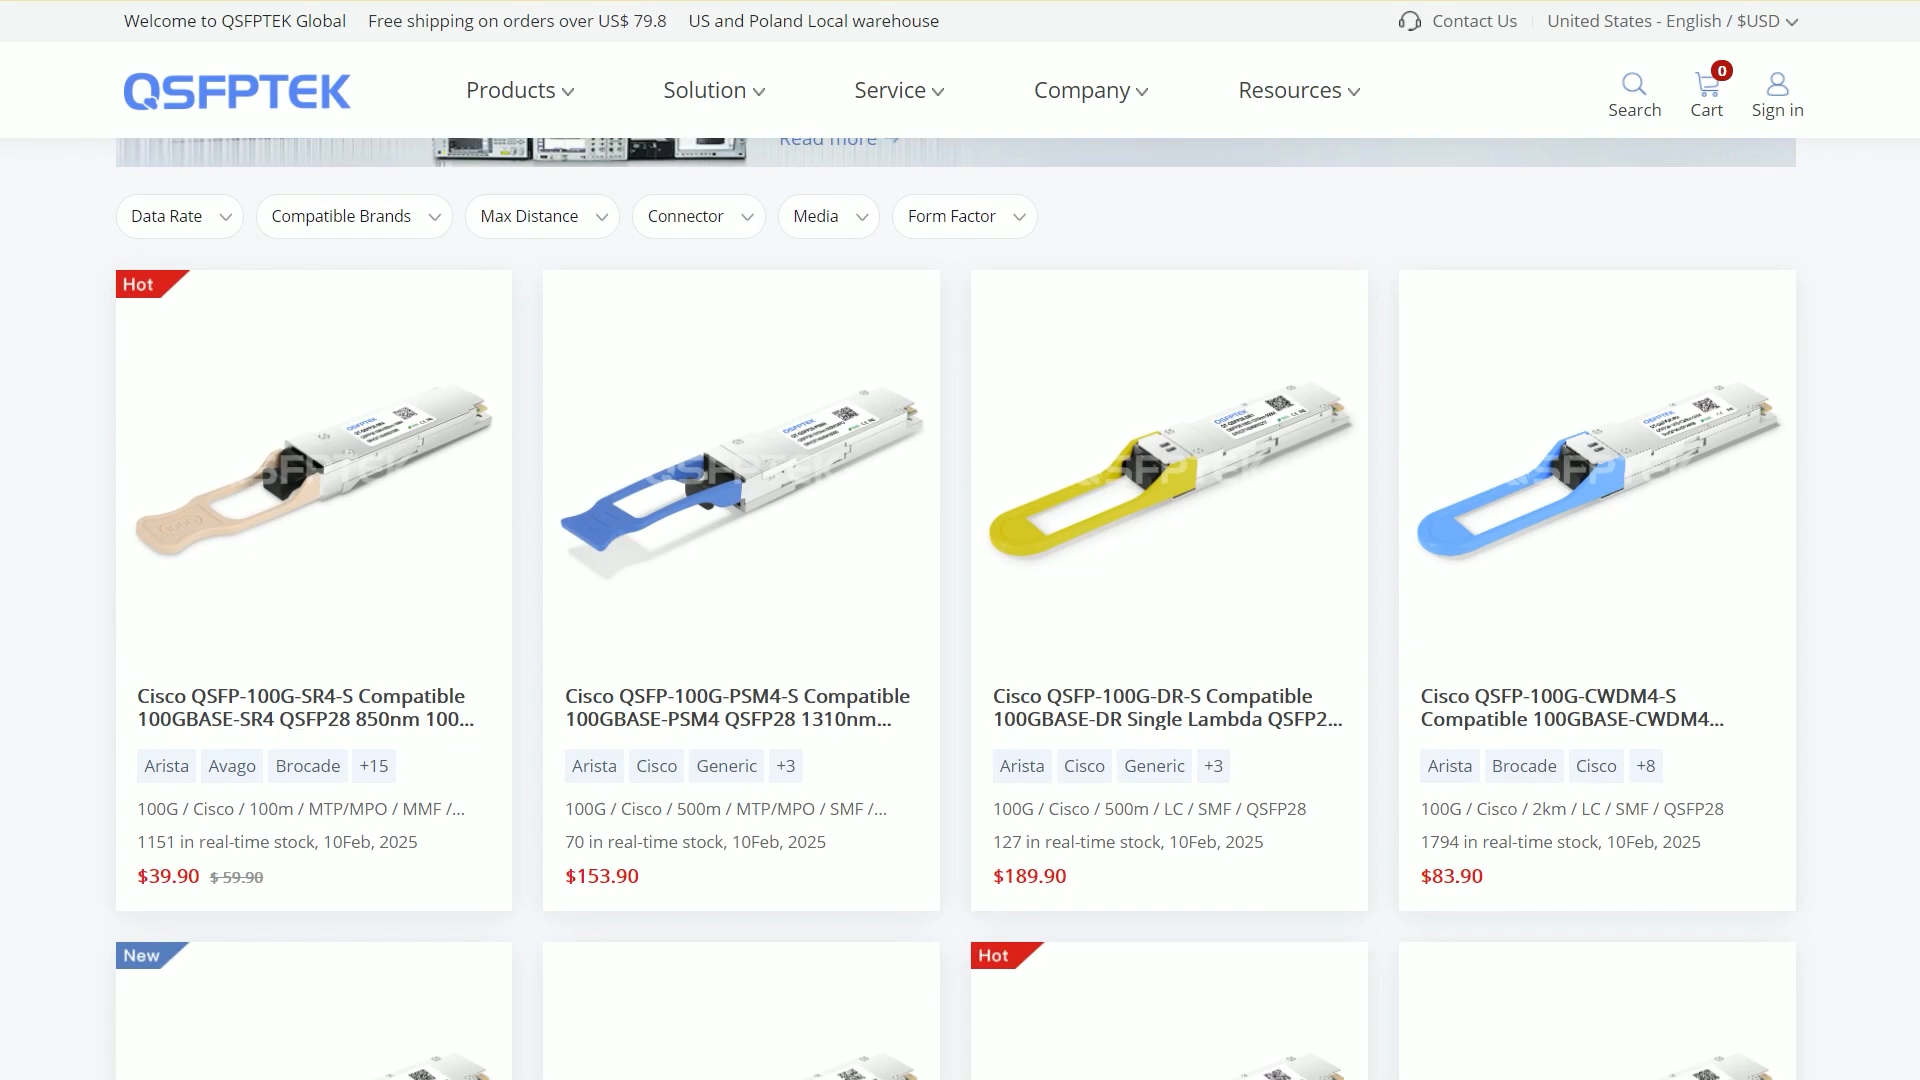 Welcome to QSFPTEK Global Free shipping on orders over US$ 79.8 US and Poland Local warehouse Contact Us United States - English / $USD
QSFPTEK Products Solution Service Company Resources Search 0 Cart Sign in
Read more
Data Rate Compatible Brands Max Distance Connector Media Form Factor
Hot
Cisco QSFP-100G-SR4-S Compatible
100GBASE-SR4 QSFP28 850nm 100...
Arista Avago Brocade +15
100G / Cisco / 100m / MTP/MPO / MMF /...
1151 in real-time stock, 10Feb, 2025
$39.90 $ 59.90
Cisco QSFP-100G-PSM4-S Compatible
100GBASE-PSM4 QSFP28 1310nm...
Arista Cisco Generic +3
100G / Cisco / 500m / MTP/MPO / SMF /...
70 in real-time stock, 10Feb, 2025
$153.90
Cisco QSFP-100G-DR-S Compatible
100GBASE-DR Single Lambda QSFP2...
Arista Cisco Generic +3
100G / Cisco / 500m / LC / SMF / QSFP28
127 in real-time stock, 10Feb, 2025
$189.90
Cisco QSFP-100G-CWDM4-S
Compatible 100GBASE-CWDM4...
Arista Brocade Cisco +8
100G / Cisco / 2km / LC / SMF / QSFP28
1794 in real-time stock, 10Feb, 2025
$83.90
New
Hot